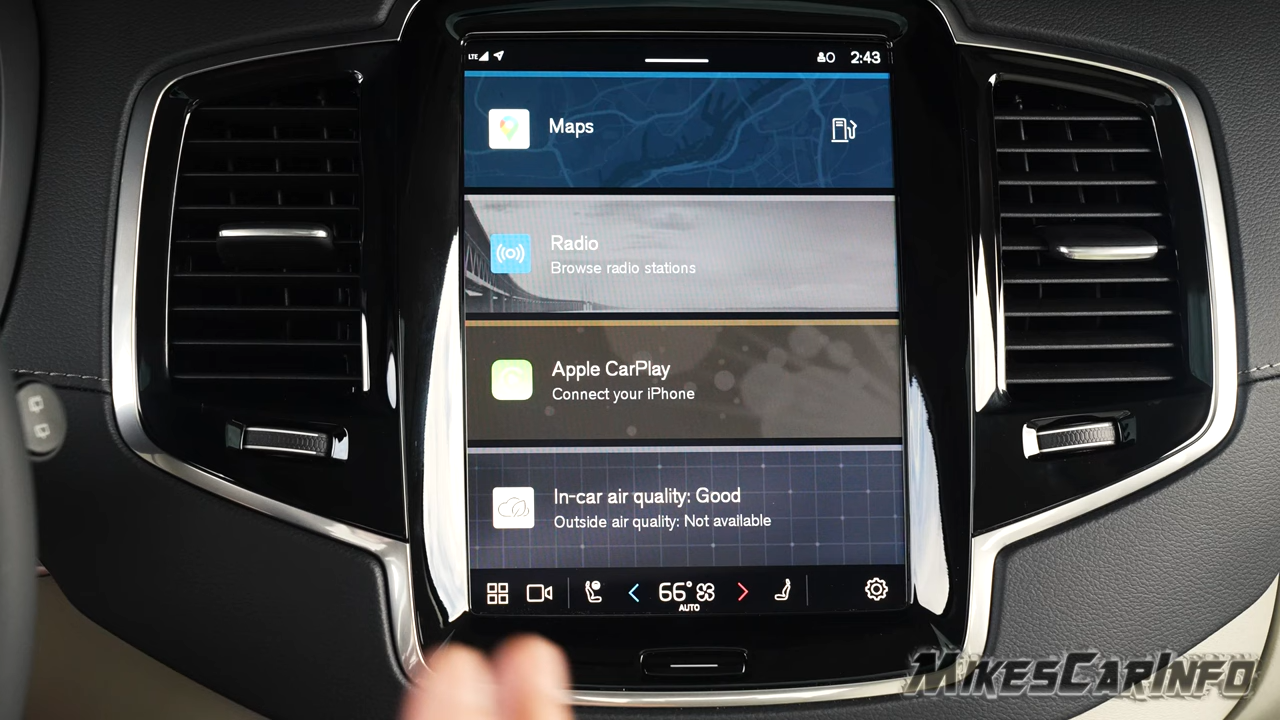 LTE
2:43
Maps
Radio
Browse radio stations
Apple CarPlay
Connect your iPhone
In-car air quality: Good
Outside air quality: Not available
66°
AUTO
MIKESCARINFO